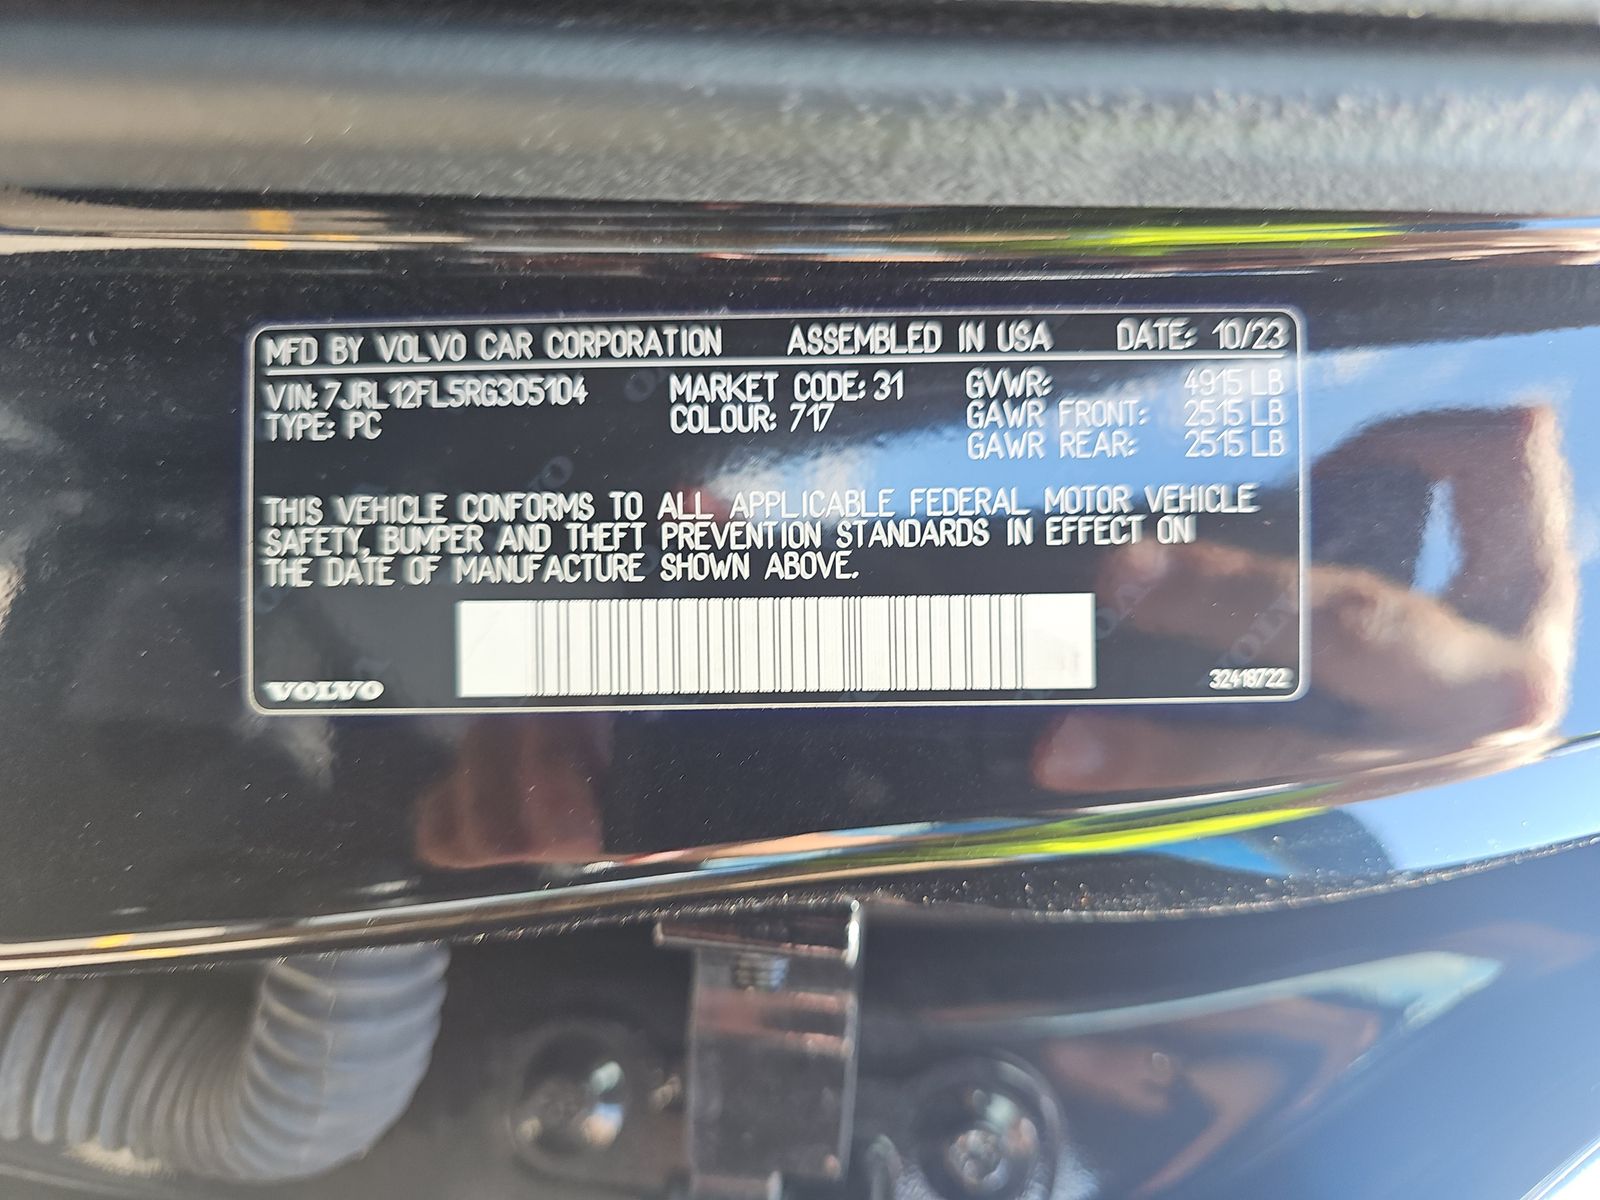 MFD BY VOLVO CAR CORPORATION ASSEMBLED IN USA DATE: 10/23
VIN: 7JRL12FL5RG305104 MARKET CODE: 31 GVWR: 4915 LB
TYPE: PC COLOUR: 717 GAWR FRONT: 2515 LB
GAWR REAR: 2515 LB
THIS VEHICLE CONFORMS TO ALL APPLICABLE FEDERAL MOTOR VEHICLE
SAFETY, BUMPER AND THEFT PREVENTION STANDARDS IN EFFECT ON
THE DATE OF MANUFACTURE SHOWN ABOVE.
VOLVO 32418722